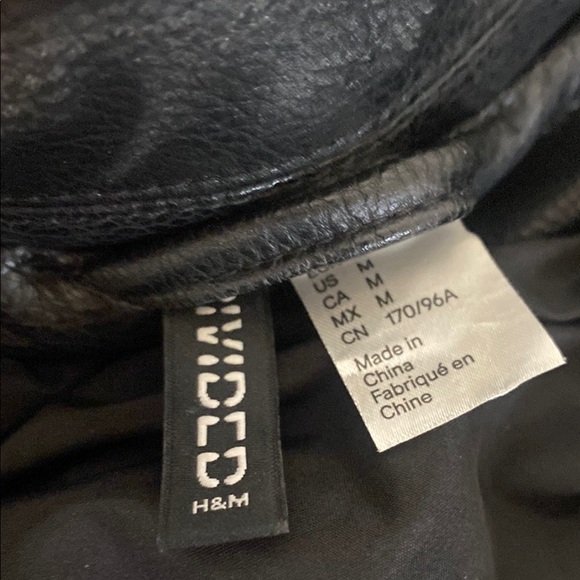 DIVIDED
H&M
US M
CA M
MX M
CN 170/96A
Made in
China
Fabriqué en
Chine